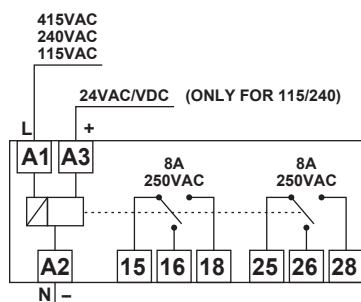 415VAC
240VAC
115VAC
24VAC/VDC (ONLY FOR 115/240)
L +
A1 A3
8A 8A
250VAC 250VAC
A2 15 16 18 25 26 28
N –